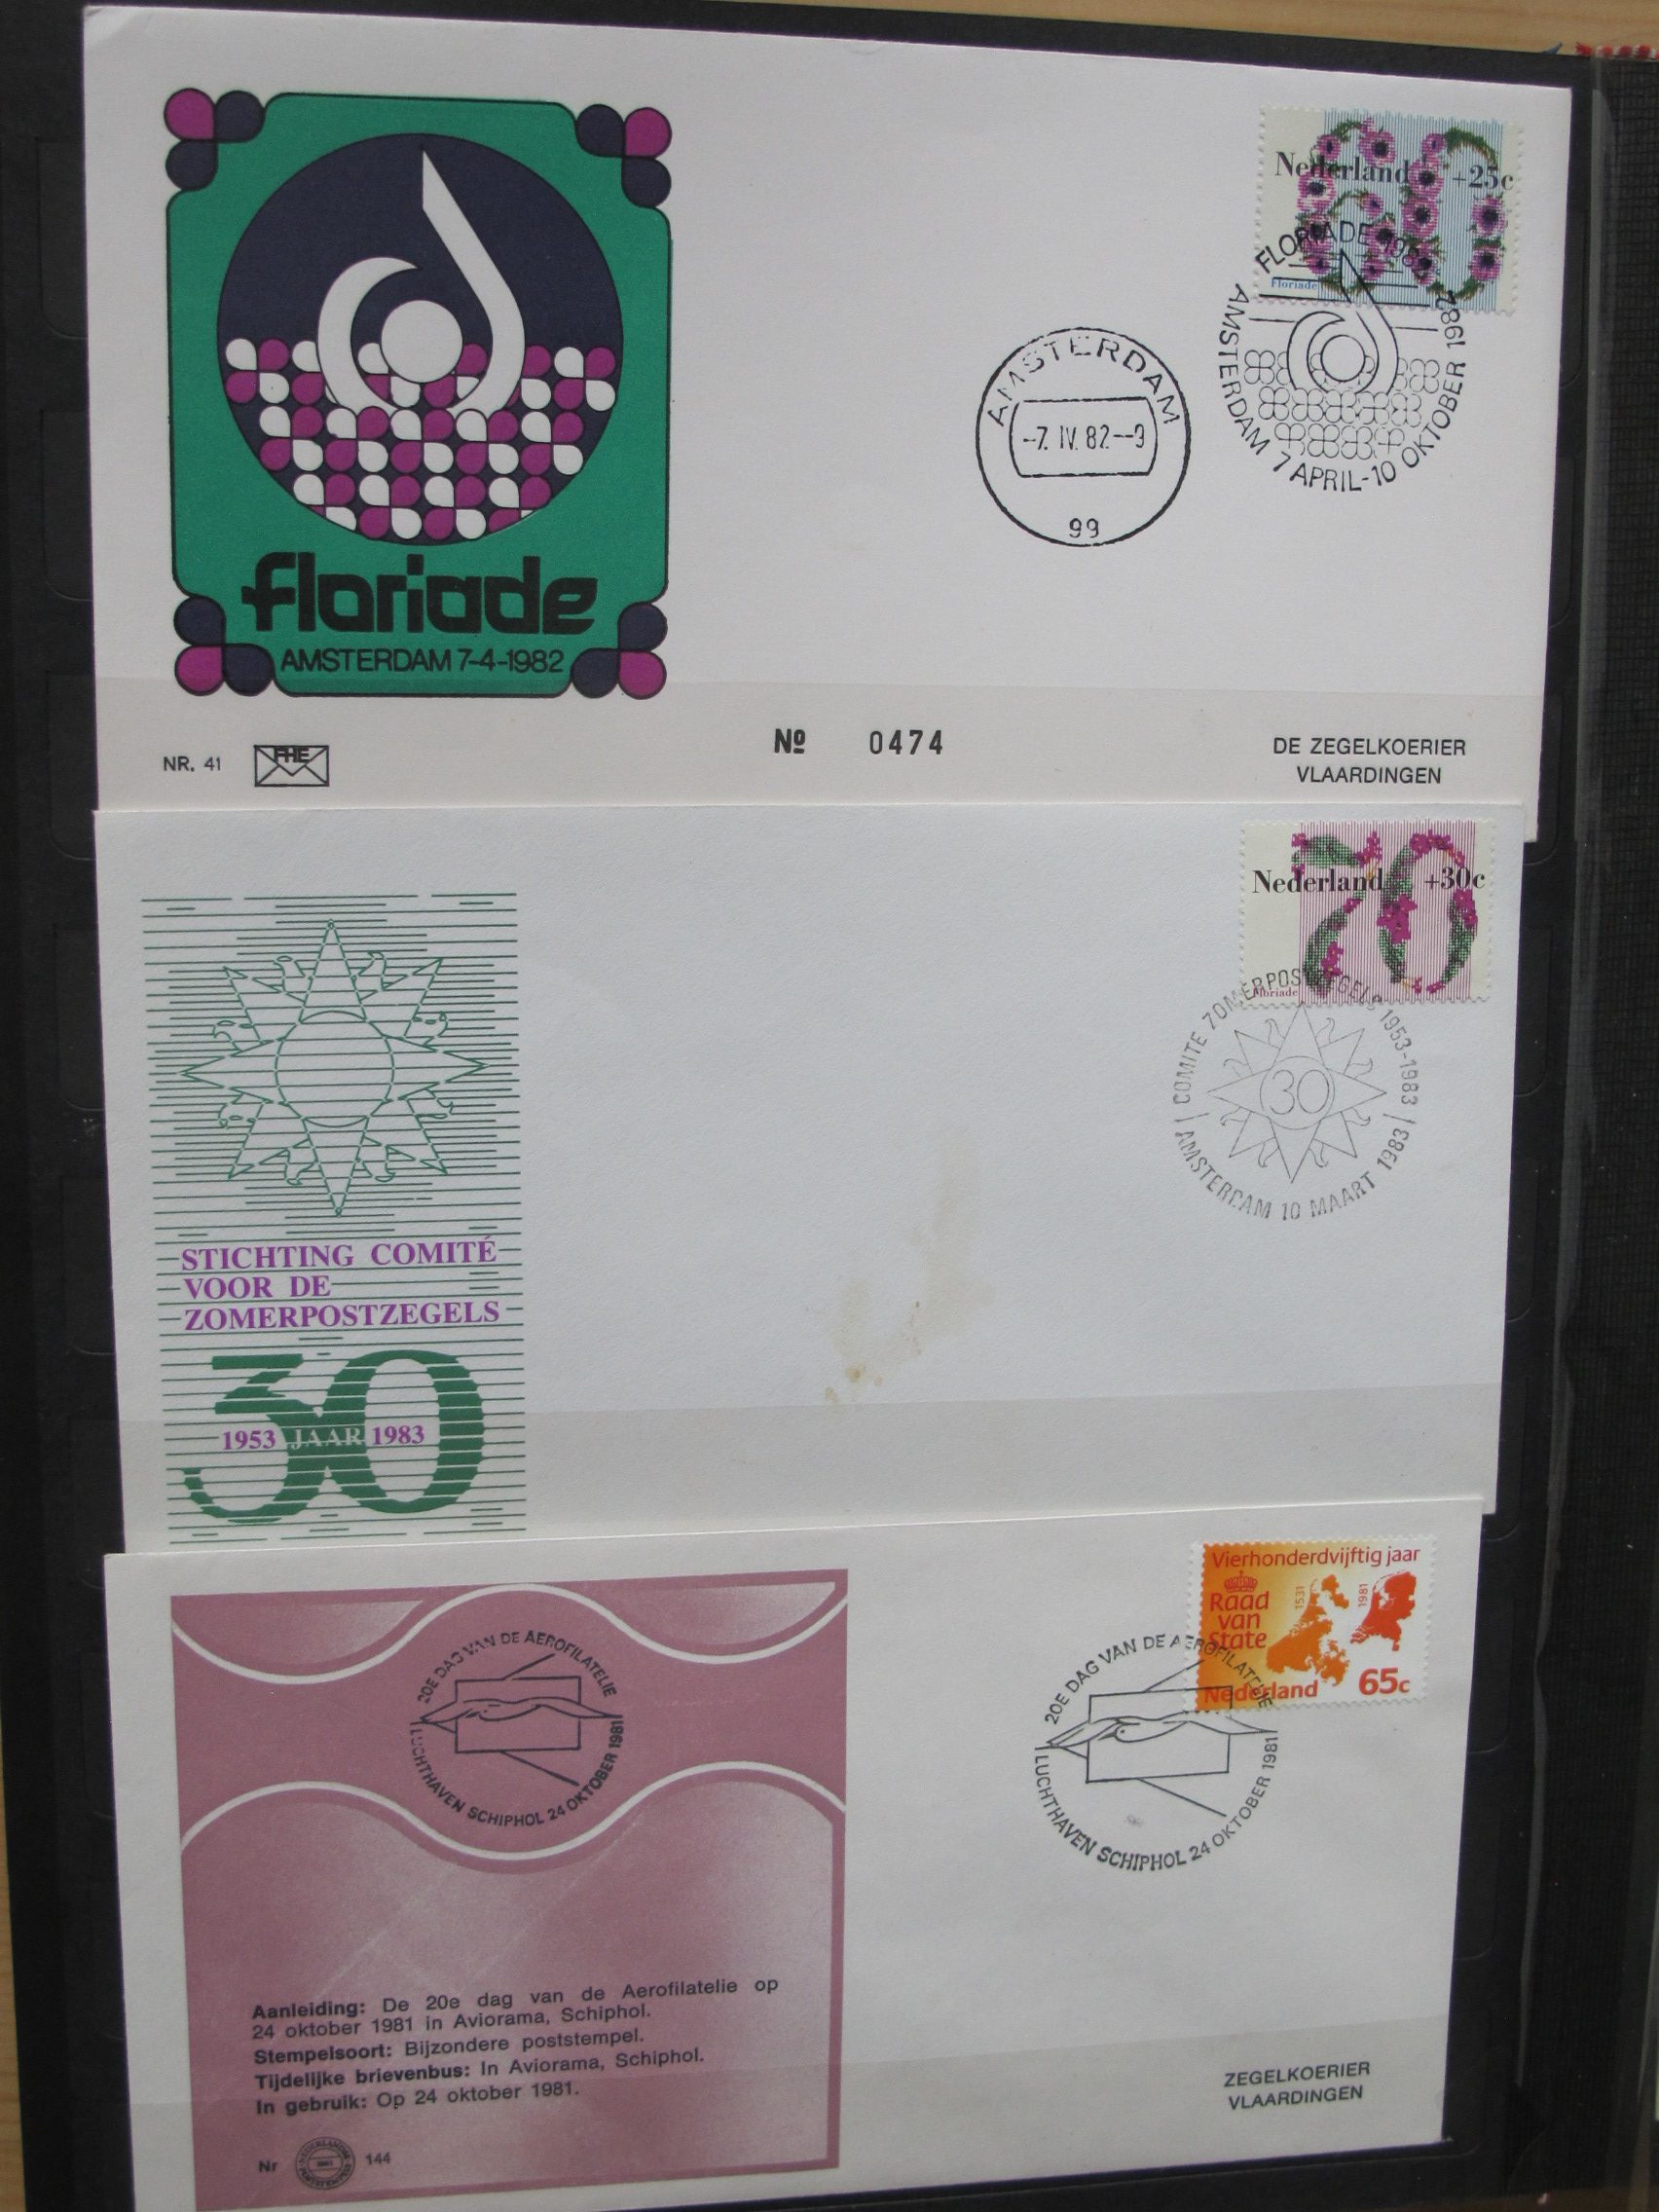 floriade
AMSTERDAM 7-4-1982
NR. 41
FHE
Nº 0474
DE ZEGELKOERIER
VLAARDINGEN
Nederland +25c
Floriade
FLORIADE 1982
AMSTERDAM 7 APRIL-10 OKTOBER 1982
AMSTERDAM
-7. IV. 82.--9
99
STICHTING COMITÉ
VOOR DE
ZOMERPOSTZEGELS
30
1953 JAAR 1983
Nederland +30c
70
Floriade
COMITE ZOMERPOSTZEGELS 1953-1983
30
AMSTERDAM 10 MAART 1983
20E DAG VAN DE AEROFILATELIE
LUCHTHAVEN SCHIPHOL 24 OKTOBER 1981
Aanleiding: De 20e dag van de Aerofilatelie op
24 oktober 1981 in Aviorama, Schiphol.
Stempelsoort: Bijzondere poststempel.
Tijdelijke brievenbus: In Aviorama, Schiphol.
In gebruik: Op 24 oktober 1981.
Nr 144
Vierhonderdvijftig jaar
Raad
van
State
1531
1981
Nederland 65c
20E DAG VAN DE AEROFILATELIE
LUCHTHAVEN SCHIPHOL 24 OKTOBER 1981
ZEGELKOERIER
VLAARDINGEN